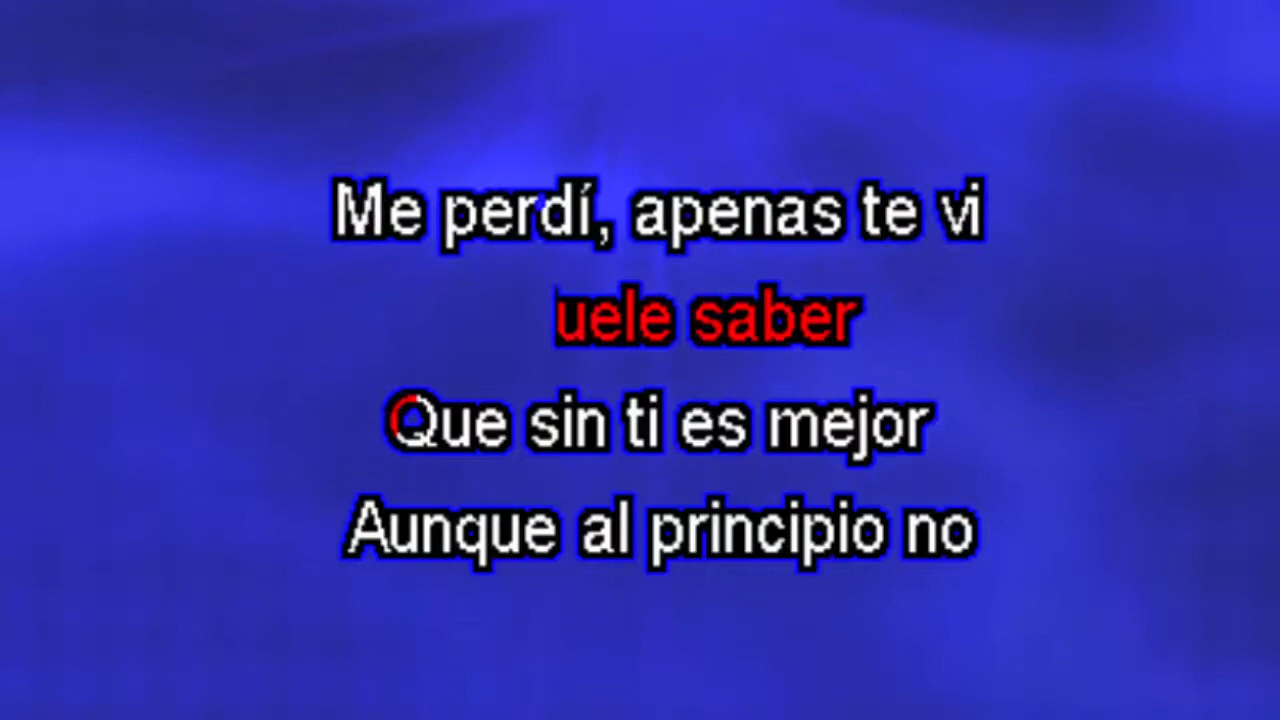 Me perdí, apenas te vi
uele saber
Que sin ti es mejor
Aunque al principio no